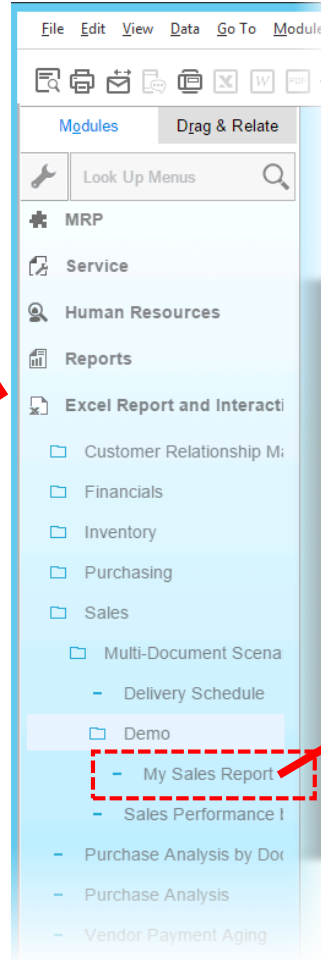 File Edit View Data Go To Module
X W PDF
Modules Drag & Relate
Look Up Menus
MRP
Service
Human Resources
Reports
Excel Report and Interacti
Customer Relationship Ma
Financials
Inventory
Purchasing
Sales
Multi-Document Scena
Delivery Schedule
Demo
My Sales Report
Sales Performance b
Purchase Analysis by Doc
Purchase Analysis
Vendor Payment Aging